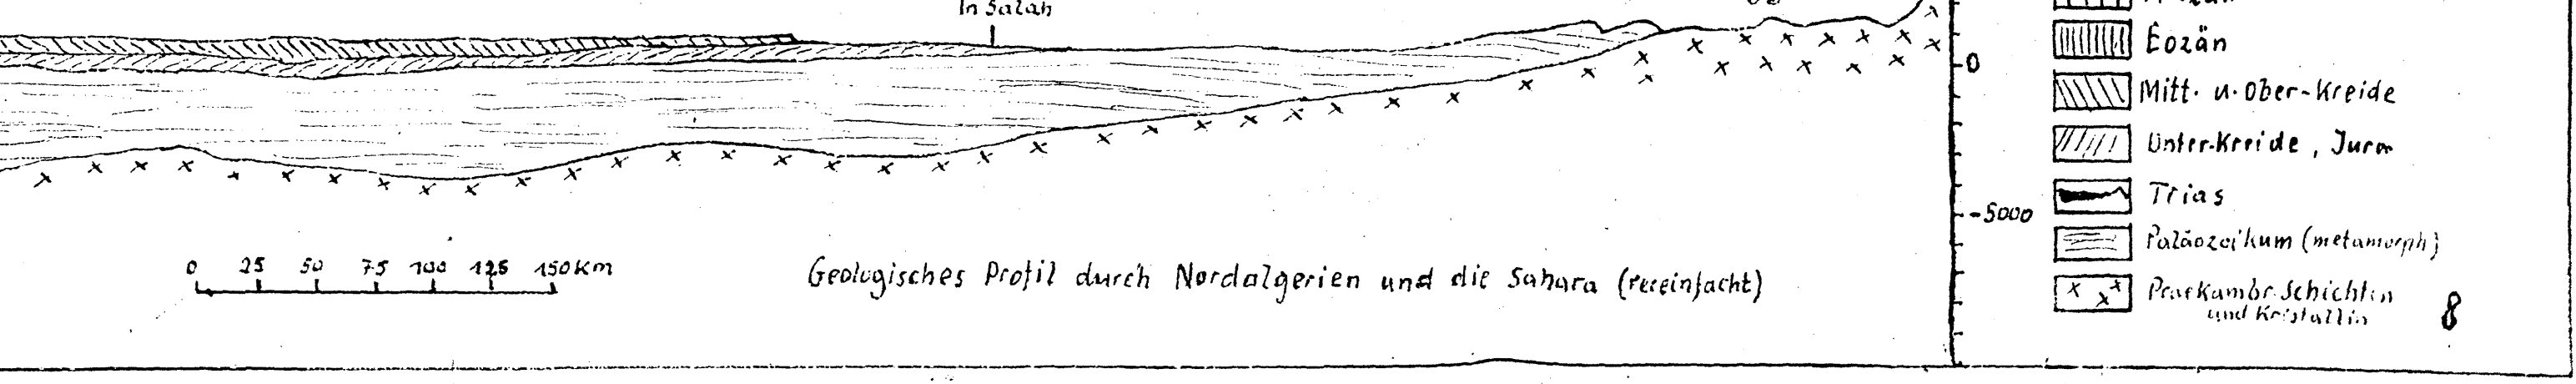 In Salah
0
Eozän
Mitt. u. Ober-Kreide
Unter-Kreide, Jura
Trias
-5000
Paläozoikum (metamorph)
Praekambr. Schichten
und Kristallin
8
0 25 50 75 100 125 150 Km
Geologisches Profil durch Nordalgerien und die Sahara (vereinfacht)